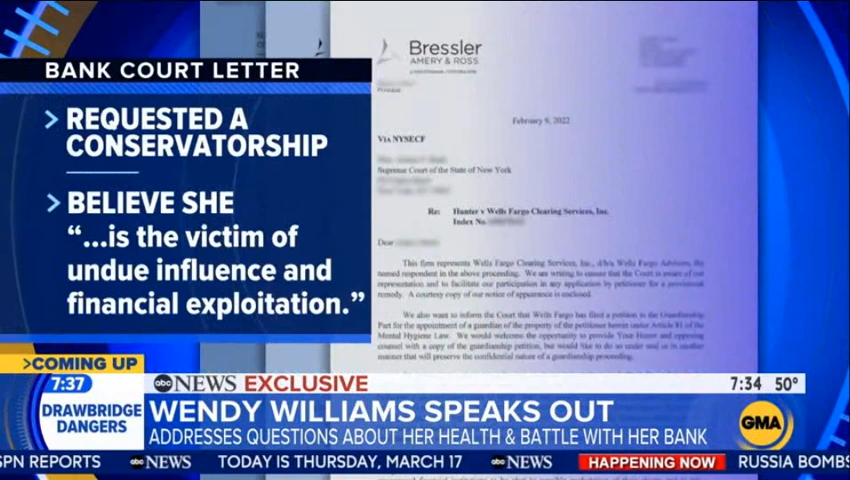 BANK COURT LETTER
> REQUESTED A
CONSERVATORSHIP
> BELIEVE SHE
“...is the victim of
undue influence and
financial exploitation.”
Bressler
AMERY & ROSS
A PROFESSIONAL CORPORATION
Principal
February 9, 2022
VIA NYSECF
Supreme Court of the State of New York
Re: Hunter v Wells Fargo Clearing Services, Inc.
Index No.
Dear
This firm represents Wells Fargo Clearing Services, Inc., d/b/a Wells Fargo Advisors, the
named respondent in the above proceeding. We are writing to ensure that the Court is aware of our
representation and to facilitate our participation in any application by petitioner for a provisional
remedy. A courtesy copy of our notice of appearance is enclosed.
We also want to inform the Court that Wells Fargo has filed a petition in the Guardianship
Part for the appointment of a guardian of the property of the petitioner herein under Article 81 of the
Mental Hygiene Law. We would welcome the opportunity to provide Your Honor and opposing
counsel with a copy of the guardianship petition, but would like to do so under seal or in another
manner that will preserve the confidential nature of a guardianship proceeding.
>COMING UP
7:37
DRAWBRIDGE
DANGERS
abc NEWS EXCLUSIVE
7:34 50°
WENDY WILLIAMS SPEAKS OUT
ADDRESSES QUESTIONS ABOUT HER HEALTH & BATTLE WITH HER BANK
GMA
SPN REPORTS abc NEWS TODAY IS THURSDAY, MARCH 17 abc NEWS HAPPENING NOW RUSSIA BOMBS